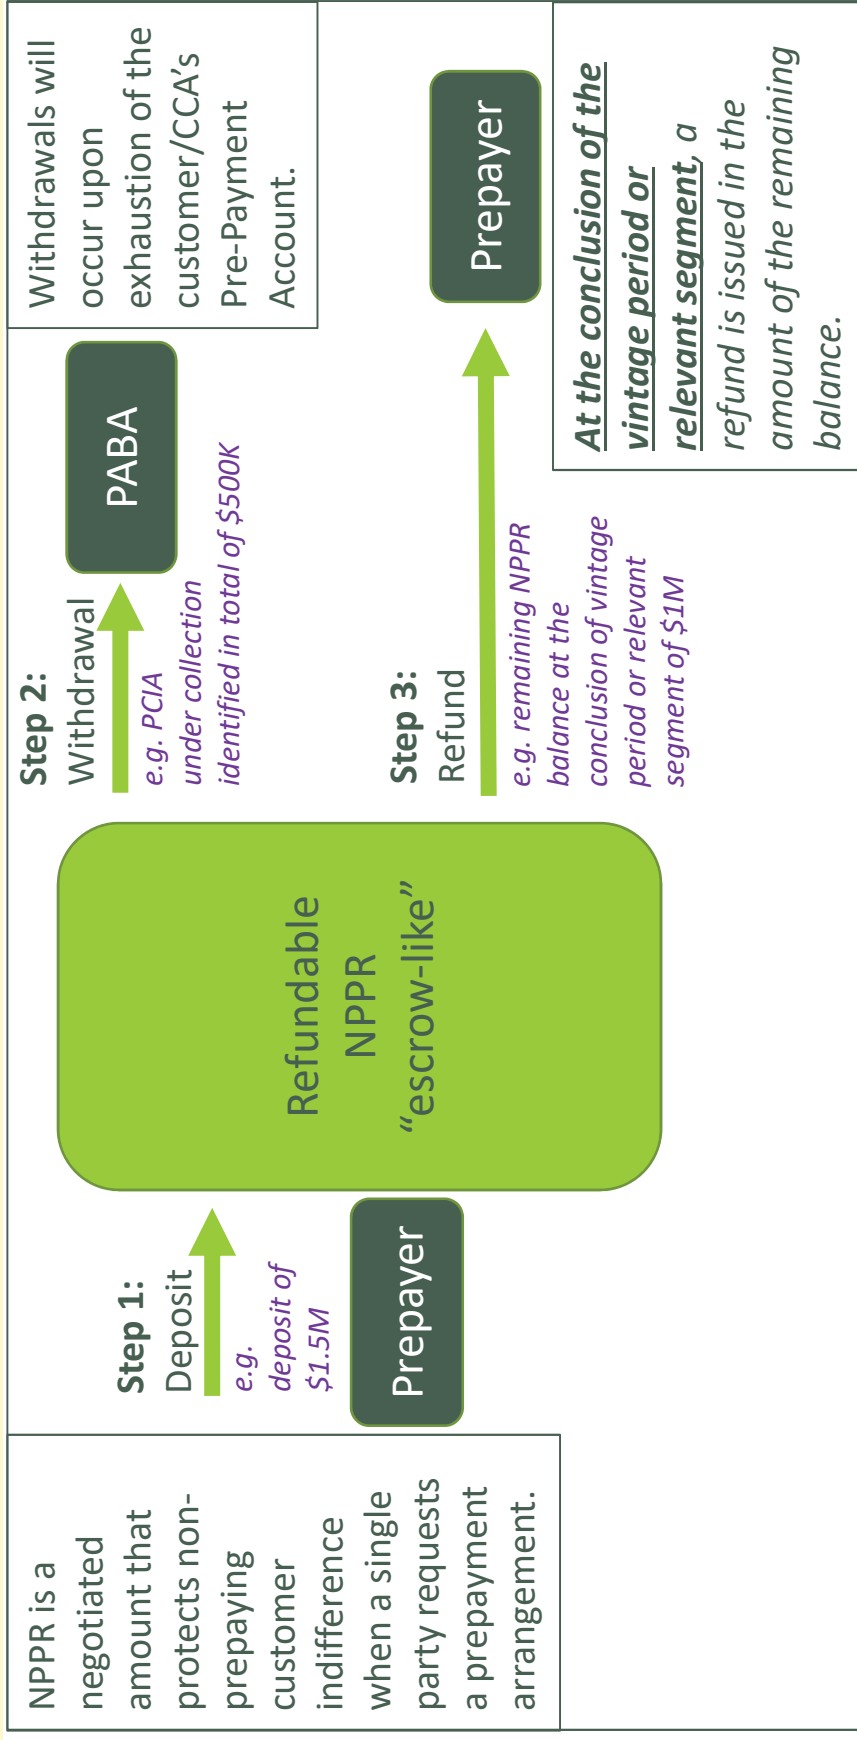 NPPR is a
negotiated
amount that
protects non-
prepaying
customer
indifference
when a single
party requests
a prepayment
arrangement.
Step 1:
Deposit
e.g.
deposit of
$1.5M
Prepayer
Refundable
NPPR
“escrow-like”
Step 2:
Withdrawal
e.g. PCIA
under collection
identified in total of $500K
PABA
Withdrawals will
occur upon
exhaustion of the
customer/CCA’s
Pre-Payment
Account.
Step 3:
Refund
e.g. remaining NPPR
balance at the
conclusion of vintage
period or relevant
segment of $1M
Prepayer
At the conclusion of the
vintage period or
relevant segment, a
refund is issued in the
amount of the remaining
balance.